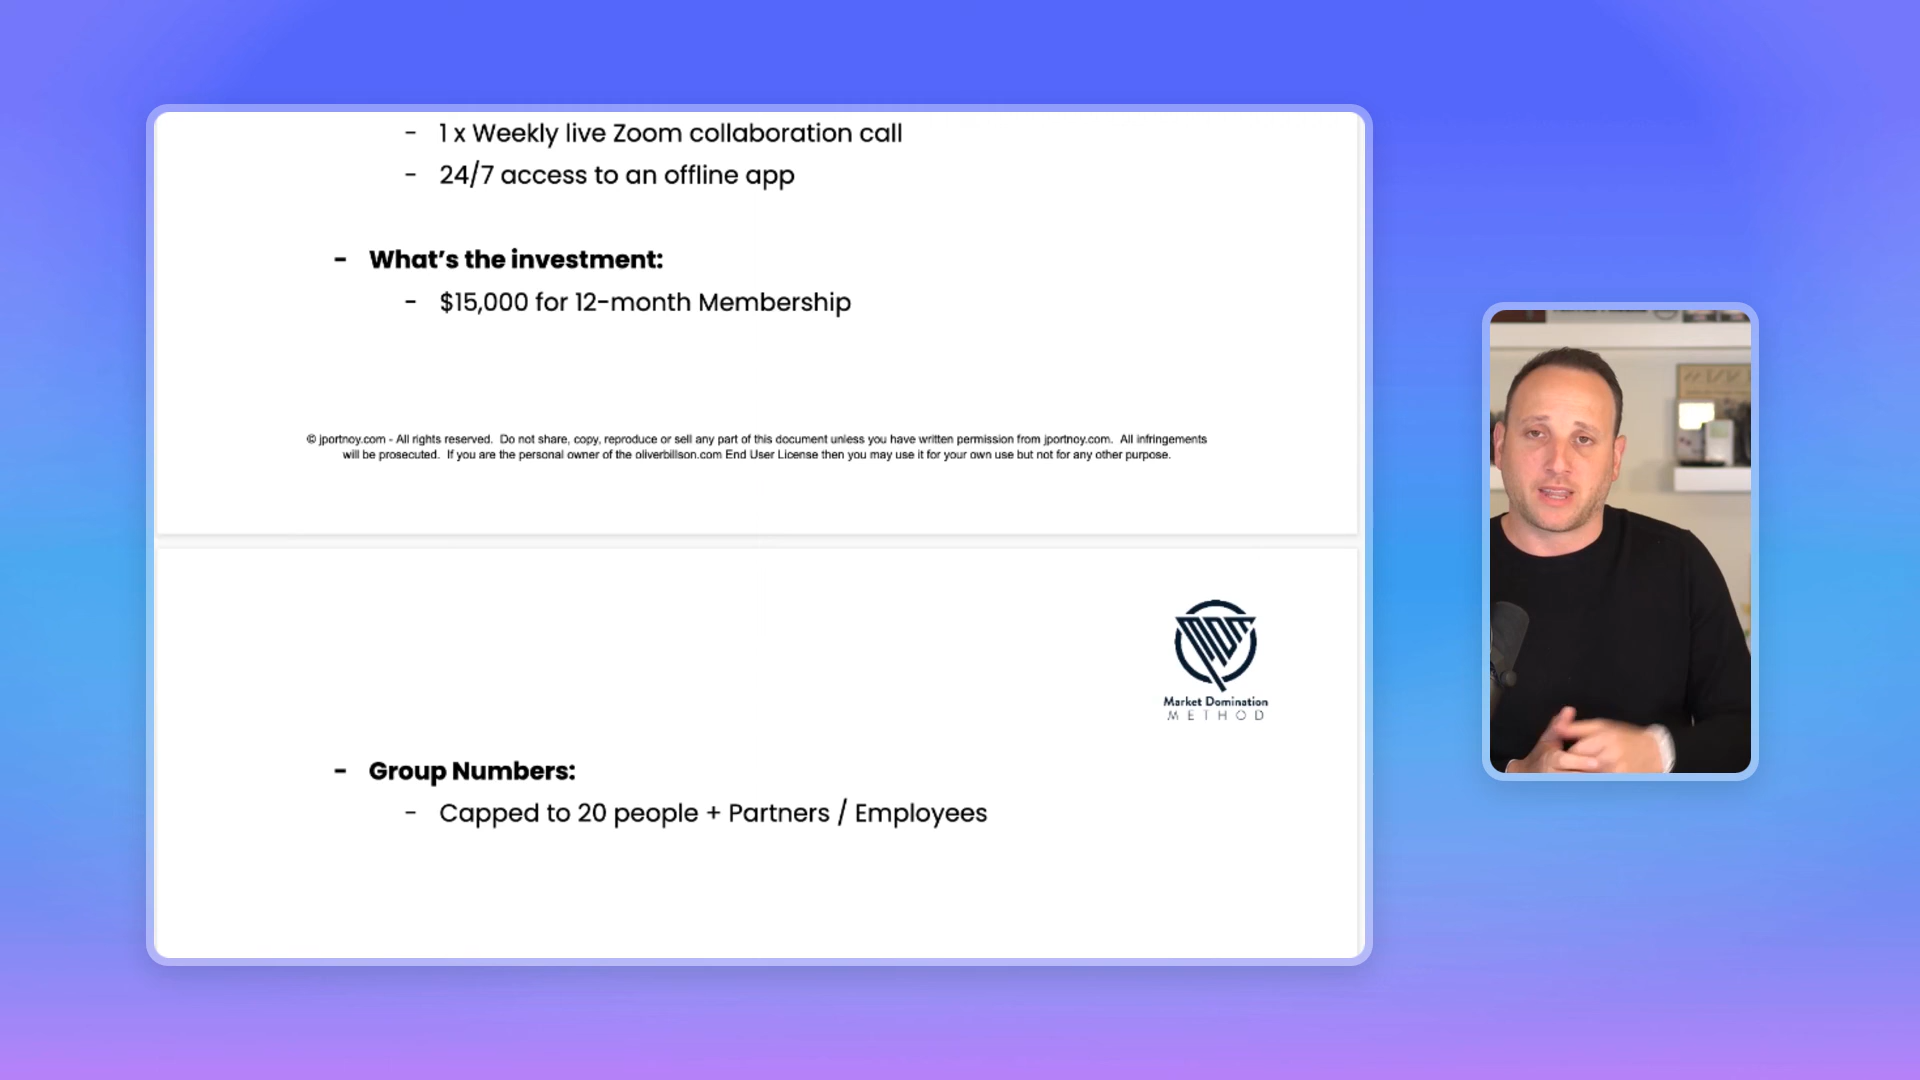 - 1 x Weekly live Zoom collaboration call
- 24/7 access to an offline app
- What's the investment:
- $15,000 for 12-month Membership
© jportnoy.com - All rights reserved. Do not share, copy, reproduce or sell any part of this document unless you have written permission from jportnoy.com. All infringements
will be prosecuted. If you are the personal owner of the oliverbillson.com End User License then you may use it for your own use but not for any other purpose.
MDM
Market Domination
METHOD
- Group Numbers:
- Capped to 20 people + Partners / Employees